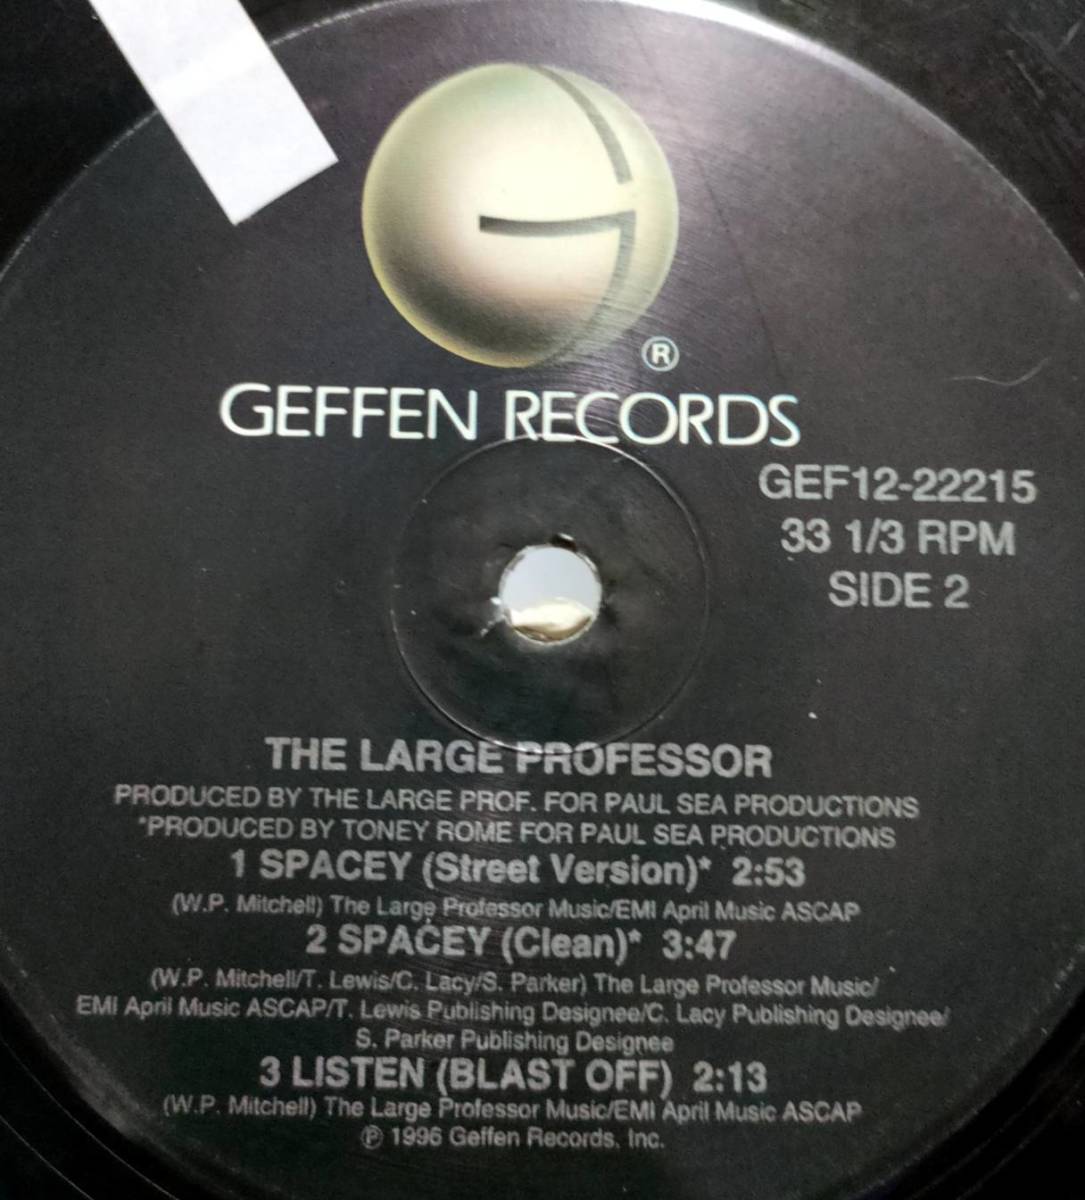 ®
GEFFEN RECORDS
GEF12-22215
33 1/3 RPM
SIDE 2
THE LARGE PROFESSOR
PRODUCED BY THE LARGE PROF. FOR PAUL SEA PRODUCTIONS
*PRODUCED BY TONEY ROME FOR PAUL SEA PRODUCTIONS
1 SPACEY (Street Version)* 2:53
(W.P. Mitchell) The Large Professor Music/EMI April Music ASCAP
2 SPACEY (Clean)* 3:47
(W.P. Mitchell/T. Lewis/C. Lacy/S. Parker) The Large Professor Music/
EMI April Music ASCAP/T. Lewis Publishing Designee/C. Lacy Publishing Designee/
S. Parker Publishing Designee
3 LISTEN (BLAST OFF) 2:13
(W.P. Mitchell) The Large Professor Music/EMI April Music ASCAP
℗ 1996 Geffen Records, Inc.